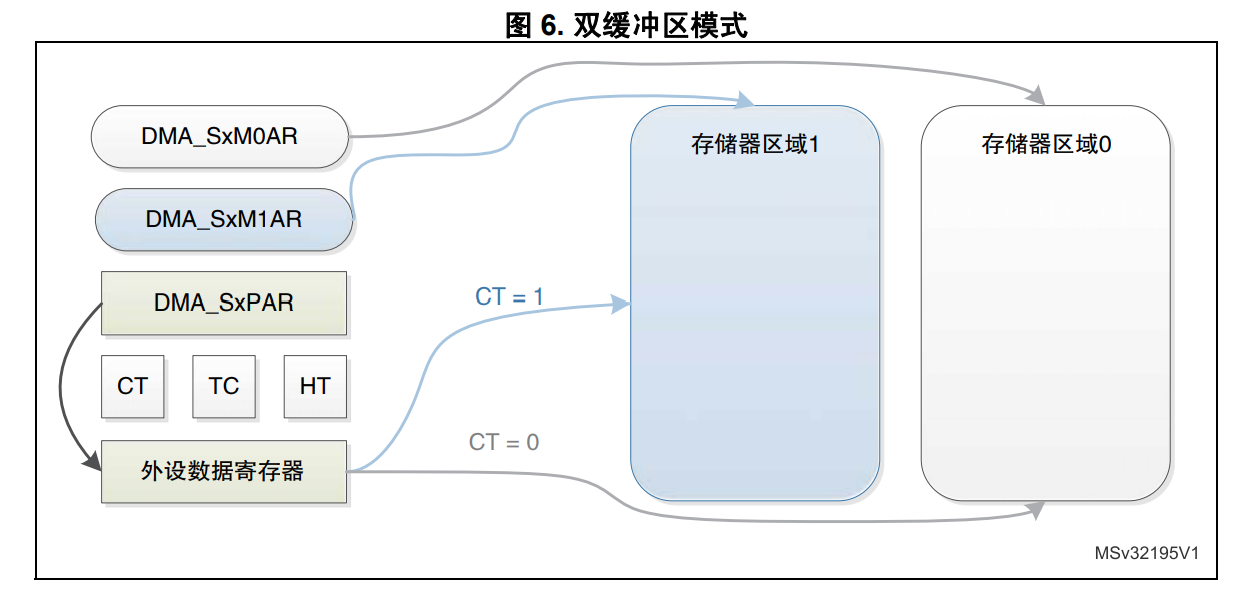 图 6. 双缓冲区模式
DMA_SxM0AR
存储器区域1
存储器区域0
DMA_SxM1AR
DMA_SxPAR
CT = 1
CT
TC
HT
CT = 0
外设数据寄存器
MSv32195V1